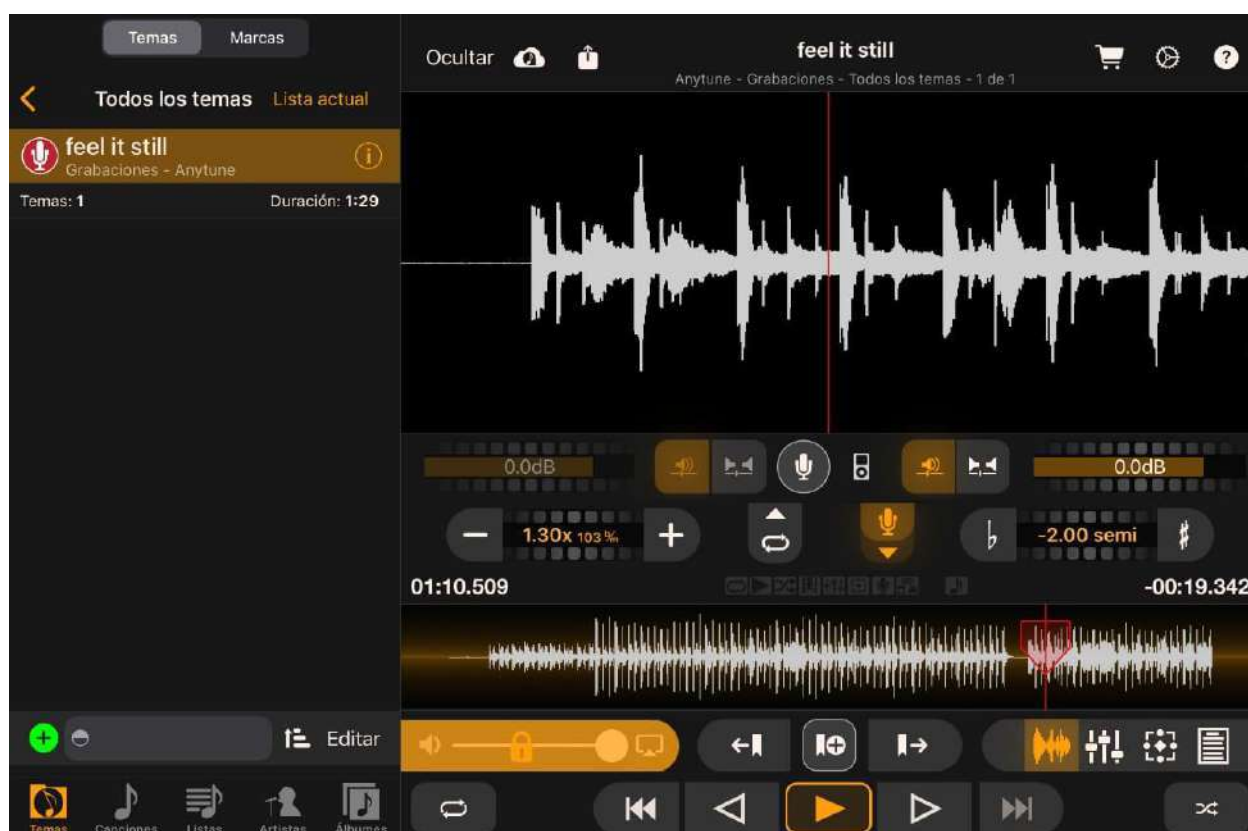 Temas Marcas
Todos los temas Lista actual
feel it still
Grabaciones - Anytune
Temas: 1 Duración: 1:29
Editar
Temas Canciones Listas Artistas Álbumes
Ocultar
feel it still
Anytune - Grabaciones - Todos los temas - 1 de 1
?
0.0dB 0.0dB
1.30x 103 % -2.00 semi
01:10.509 -00:19.342